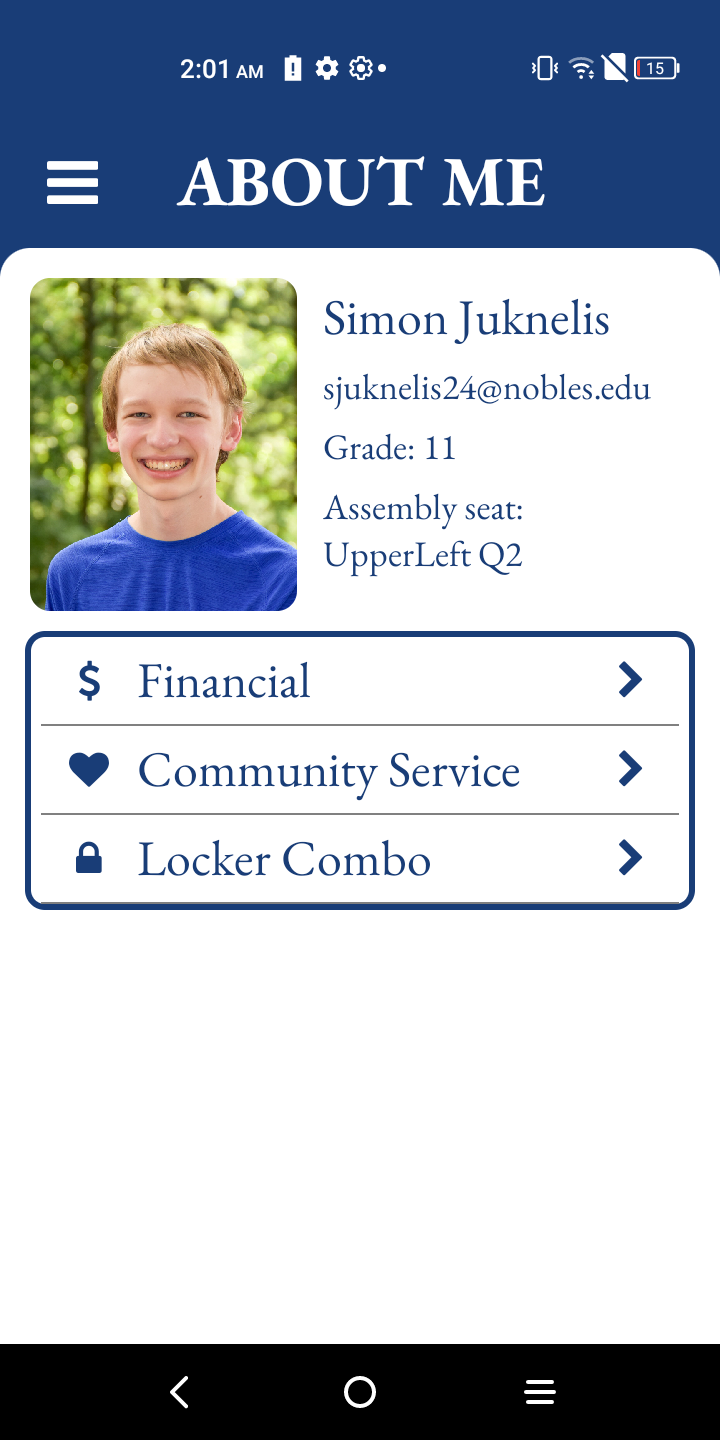 2:01 AM
15
ABOUT ME
Simon Juknelis
sjuknelis24@nobles.edu
Grade: 11
Assembly seat:
UpperLeft Q2
$ Financial
Community Service
Locker Combo